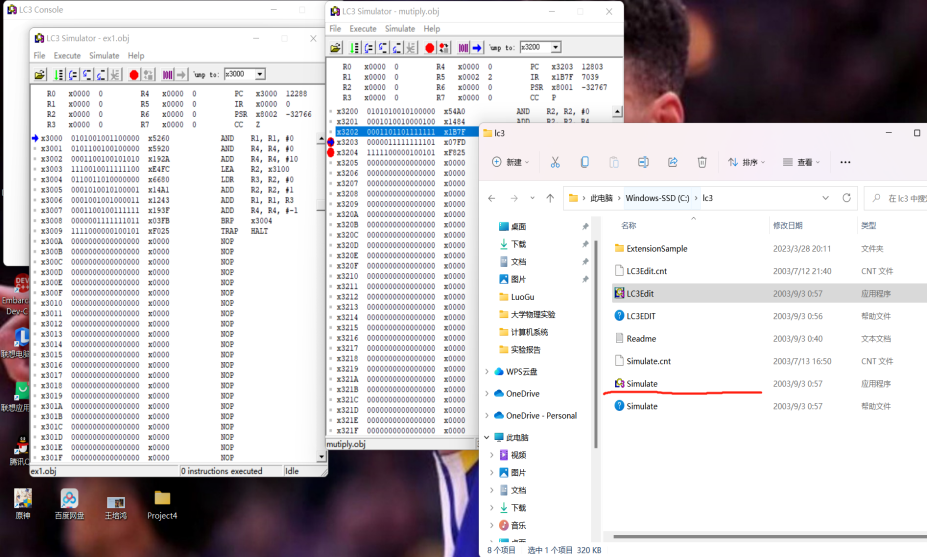 LC3 Console
LC3 Simulator - ex1.obj
File Execute Simulate Help
Jump to: x3000
R0 x0000 0 R4 x0000 0 PC x3000 12288
R1 x0000 0 R5 x0000 0 IR x0000 0
R2 x0000 0 R6 x0000 0 PSR x8002 -32766
R3 x0000 0 R7 x0000 0 CC Z
x3000 0101001001100000 x5260 AND R1, R1, #0
x3001 0101100100100000 x5920 AND R4, R4, #0
x3002 0001100100101010 x192A ADD R4, R4, #10
x3003 1110010011111100 xE4FC LEA R2, x3100
x3004 0110011010000000 x6680 LDR R3, R2, #0
x3005 0001010010100001 x14A1 ADD R2, R2, #1
x3006 0001001001000011 x1243 ADD R1, R1, R3
x3007 0001100100111111 x193F ADD R4, R4, #-1
x3008 0000001111111011 x03FB BRP x3004
x3009 1111000000100101 xF025 TRAP HALT
x300A 0000000000000000 x0000 NOP
x300B 0000000000000000 x0000 NOP
x300C 0000000000000000 x0000 NOP
x300D 0000000000000000 x0000 NOP
x300E 0000000000000000 x0000 NOP
x300F 0000000000000000 x0000 NOP
x3010 0000000000000000 x0000 NOP
x3011 0000000000000000 x0000 NOP
x3012 0000000000000000 x0000 NOP
x3013 0000000000000000 x0000 NOP
x3014 0000000000000000 x0000 NOP
x3015 0000000000000000 x0000 NOP
x3016 0000000000000000 x0000 NOP
x3017 0000000000000000 x0000 NOP
x3018 0000000000000000 x0000 NOP
x3019 0000000000000000 x0000 NOP
x301A 0000000000000000 x0000 NOP
x301B 0000000000000000 x0000 NOP
x301C 0000000000000000 x0000 NOP
x301D 0000000000000000 x0000 NOP
x301E 0000000000000000 x0000 NOP
x301F 0000000000000000 x0000 NOP
ex1.obj 0 instructions executed Idle
LC3 Simulator - mutiply.obj
File Execute Simulate Help
Jump to: x3200
R0 x0000 0 R4 x0000 0 PC x3203 12803
R1 x0000 0 R5 x0002 2 IR x1B7F 7039
R2 x0000 0 R6 x0000 0 PSR x8001 -32767
R3 x0000 0 R7 x0000 0 CC P
x3200 0101010010100000 x54A0 AND R2, R2, #0
x3201 0001010010000100 x1484 ADD R2, R2, R4
x3202 0001101101111111 x1B7F
x3203 0000011111111101 x07FD
x3204 1111100000100101 xF825
x3205 0000000000000000 x0000
x3206 0000000000000000 x0000
x3207 0000000000000000 x0000
x3208 0000000000000000 x0000
x3209 0000000000000000 x0000
x320A 0000000000000000 x0000
x320B 0000000000000000 x0000
x320C 0000000000000000 x0000
x320D 0000000000000000 x0000
x320E 0000000000000000 x0000
x320F 0000000000000000 x0000
x3210 0000000000000000 x0000
x3211 0000000000000000 x0000
x3212 0000000000000000 x0000
x3213 0000000000000000 x0000
x3214 0000000000000000 x0000
x3215 0000000000000000 x0000
x3216 0000000000000000 x0000
x3217 0000000000000000 x0000
x3218 0000000000000000 x0000
x3219 0000000000000000 x0000
x321A 0000000000000000 x0000
x321B 0000000000000000 x0000
x321C 0000000000000000 x0000
x321D 0000000000000000 x0000
x321E 0000000000000000 x0000
x321F 0000000000000000 x0000
mutiply.obj
lc3
新建 排序 查看
此电脑 Windows-SSD (C:) lc3 在 lc3 中搜
桌面
下载
文档
图片
LuoGu
大学物理实验
计算机系统
实验报告
WPS云盘
OneDrive
OneDrive - Personal
此电脑
视频
图片
文档
下载
音乐
桌面
名称 修改日期 类型
ExtensionSample 2023/3/28 20:11 文件夹
LC3Edit.cnt 2003/7/12 21:40 CNT 文件
LC3Edit 2003/9/3 0:57 应用程序
LC3EDIT 2003/9/3 0:56 帮助文件
Readme 2003/9/3 0:40 文本文档
Simulate.cnt 2003/7/13 16:50 CNT 文件
Simulate 2003/9/3 0:57 应用程序
Simulate 2003/9/3 0:57 帮助文件
8 个项目 选中 1 个项目 320 KB
DEV
Embarc
Dev-C
联想电脑
联想应用
腾讯
原神
百度网盘
王培鸿
Project4